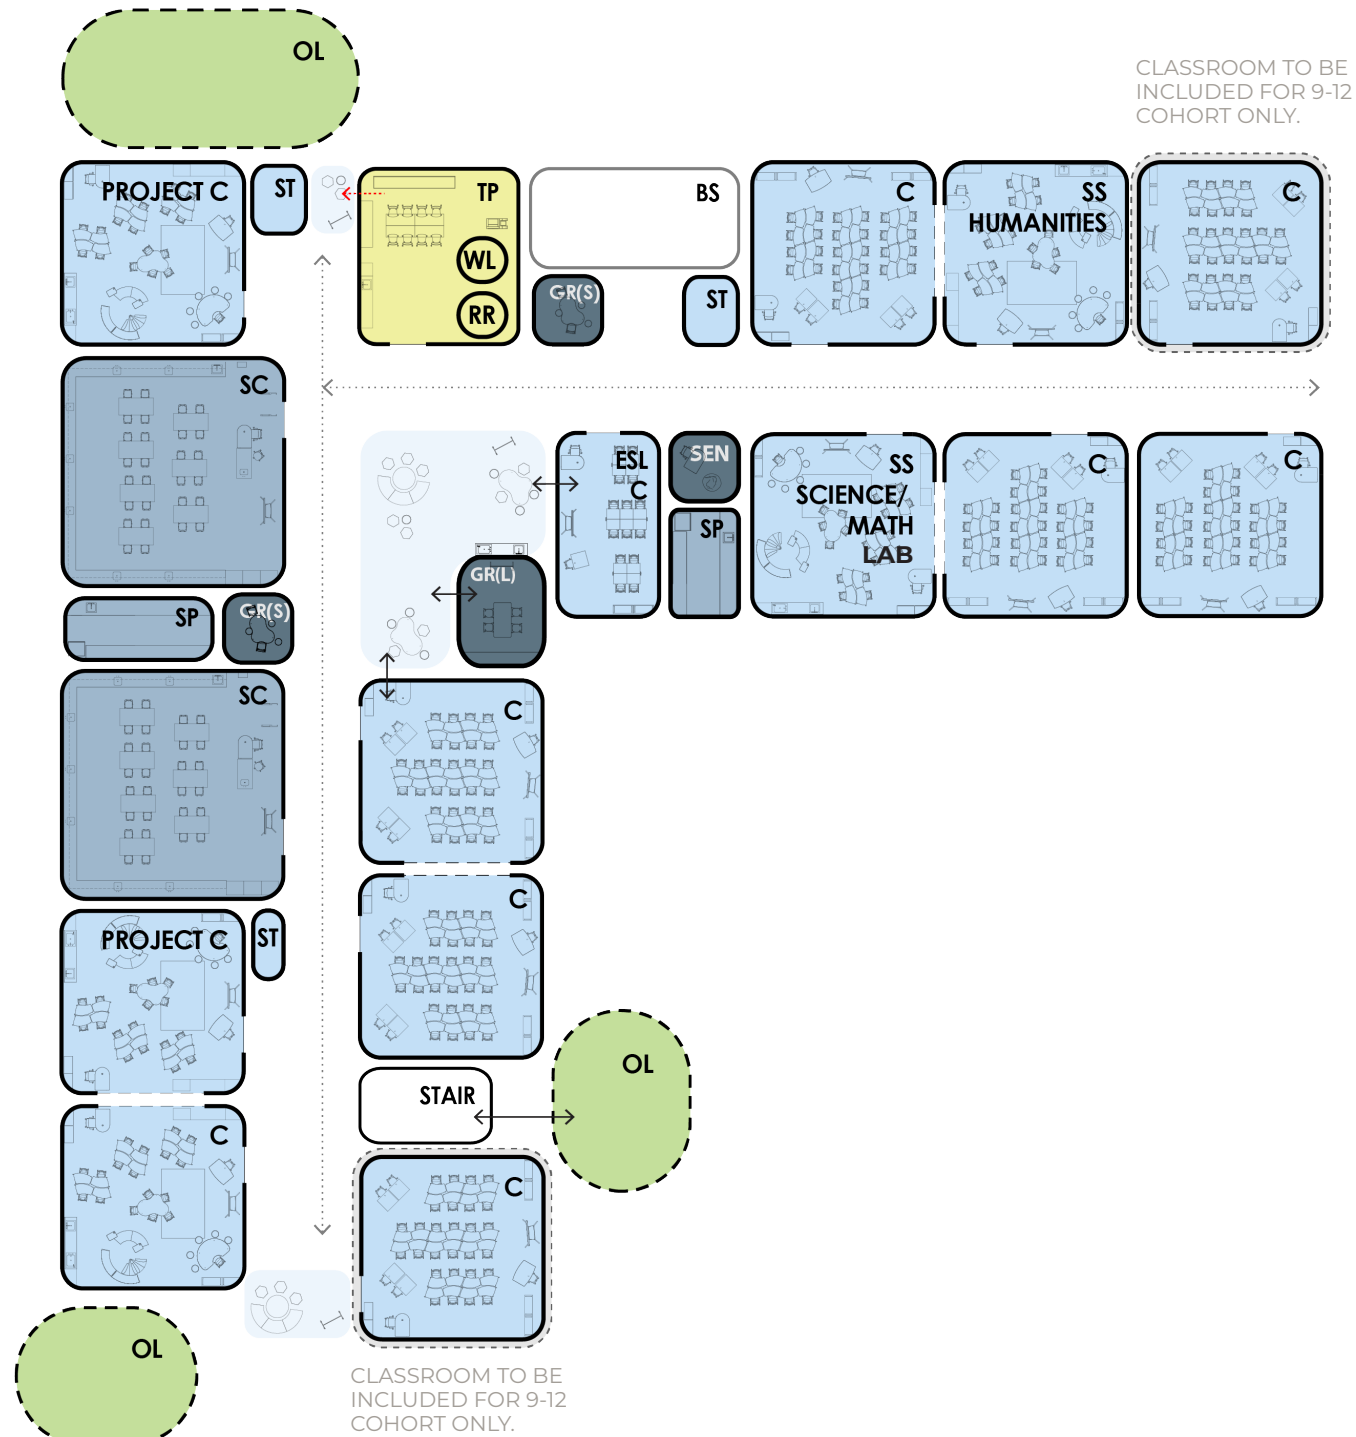 OL
CLASSROOM TO BE
INCLUDED FOR 9-12
COHORT ONLY.
PROJECT C
ST
TP
WL
RR
BS
GR(S)
ST
C
SS
HUMANITIES
C
SC
ESL
C
SEN
SP
SS
SCIENCE/
MATH
LAB
C
C
GR(L)
SP
GR(S)
SC
C
PROJECT C
ST
C
OL
STAIR
C
C
OL
CLASSROOM TO BE
INCLUDED FOR 9-12
COHORT ONLY.